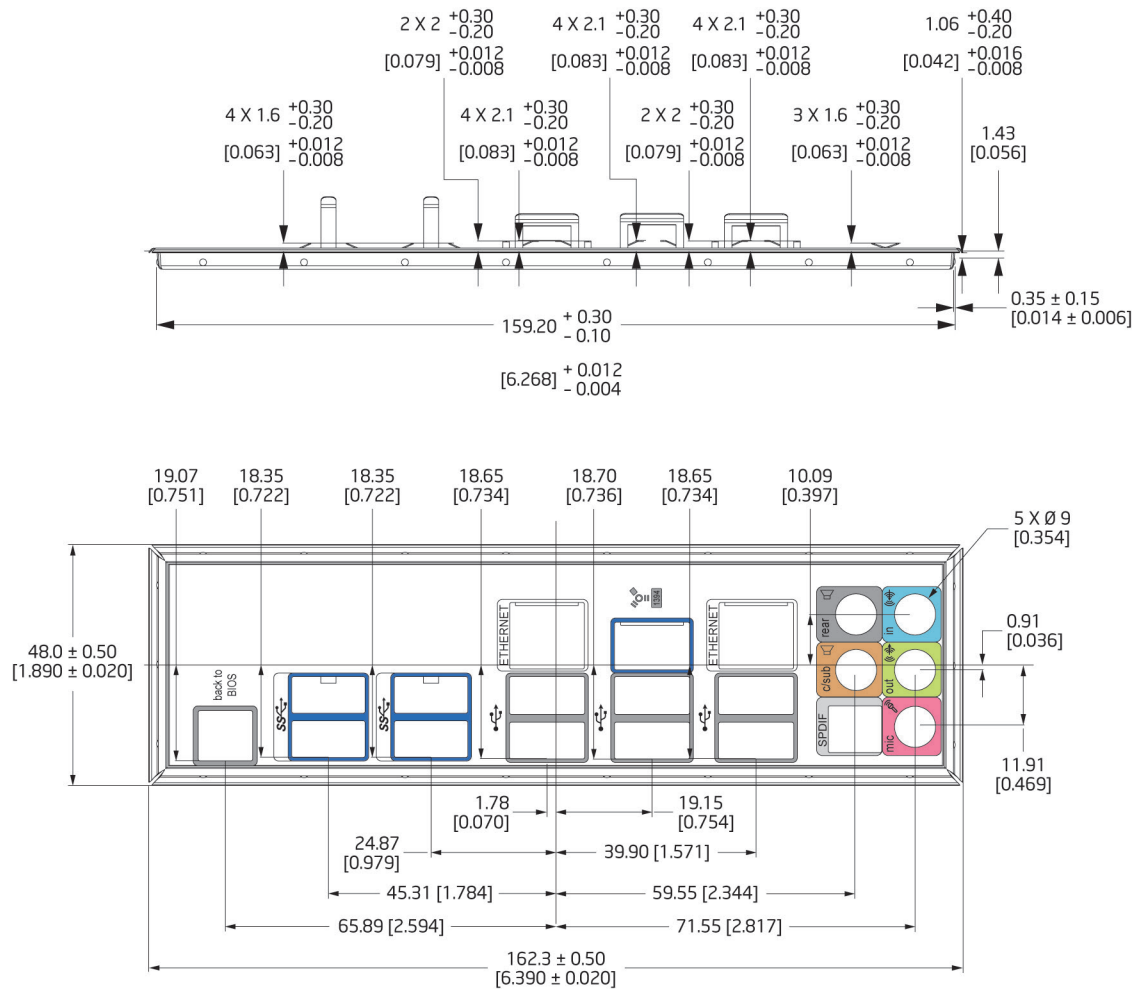 2 X 2 +0.30 -0.20
[0.079] +0.012 -0.008
4 X 2.1 +0.30 -0.20
[0.083] +0.012 -0.008
4 X 2.1 +0.30 -0.20
[0.083] +0.012 -0.008
1.06 +0.40 -0.20
[0.042] +0.016 -0.008
4 X 1.6 +0.30 -0.20
[0.063] +0.012 -0.008
4 X 2.1 +0.30 -0.20
[0.083] +0.012 -0.008
2 X 2 +0.30 -0.20
[0.079] +0.012 -0.008
3 X 1.6 +0.30 -0.20
[0.063] +0.012 -0.008
1.43
[0.056]
0.35 ± 0.15
[0.014 ± 0.006]
159.20 + 0.30 - 0.10
[6.268] + 0.012 - 0.004
19.07
[0.751]
18.35
[0.722]
18.35
[0.722]
18.65
[0.734]
18.70
[0.736]
18.65
[0.734]
10.09
[0.397]
5 X Ø 9
[0.354]
48.0 ± 0.50
[1.890 ± 0.020]
back to
BIOS
SS
SS
ETHERNET
1394
ETHERNET
rear
in
c/sub
out
SPDIF
mic
0.91
[0.036]
11.91
[0.469]
1.78
[0.070]
19.15
[0.754]
24.87
[0.979]
39.90 [1.571]
45.31 [1.784]
59.55 [2.344]
65.89 [2.594]
71.55 [2.817]
162.3 ± 0.50
[6.390 ± 0.020]